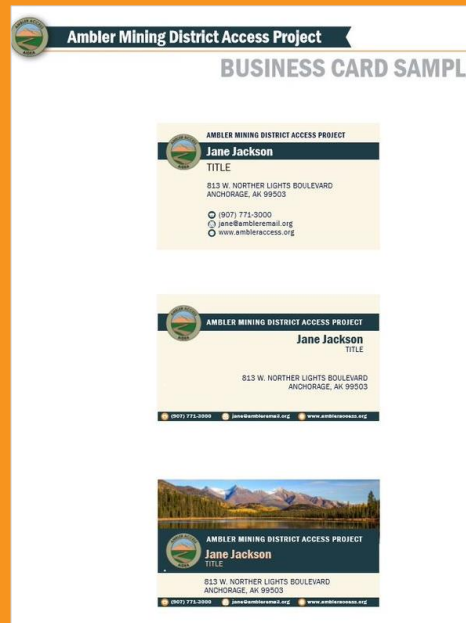 Ambler Mining District Access Project
BUSINESS CARD SAMPL
AMBLER MINING DISTRICT ACCESS PROJECT
Jane Jackson
TITLE
813 W. NORTHER LIGHTS BOULEVARD
ANCHORAGE, AK 99503
(907) 771-3000
jane@ambleremail.org
www.ambleraccess.org
AMBLER MINING DISTRICT ACCESS PROJECT
Jane Jackson
TITLE
813 W. NORTHER LIGHTS BOULEVARD
ANCHORAGE, AK 99503
(907) 771-3000 jane@ambleremail.org www.ambleraccess.org
AMBLER MINING DISTRICT ACCESS PROJECT
Jane Jackson
TITLE
813 W. NORTHER LIGHTS BOULEVARD
ANCHORAGE, AK 99503
(907) 771-3000 jane@ambleremail.org www.ambleraccess.org